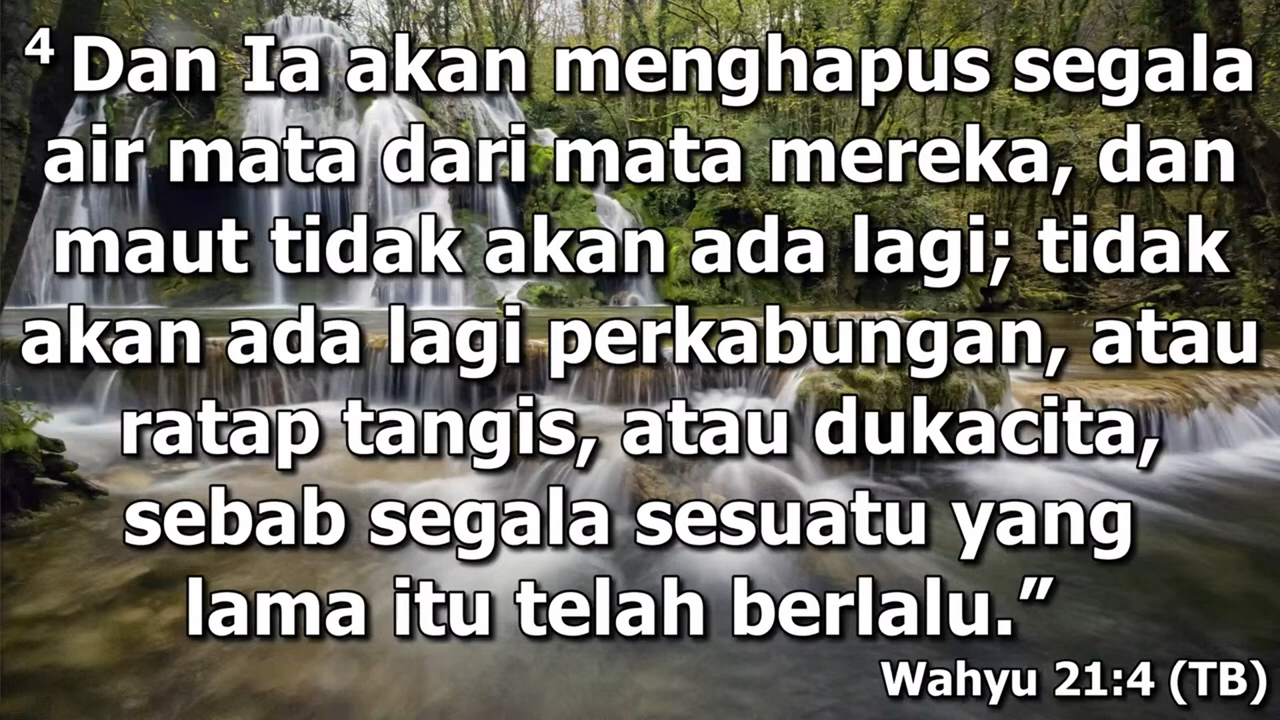 4 Dan Ia akan menghapus segala
air mata dari mata mereka, dan
maut tidak akan ada lagi; tidak
akan ada lagi perkabungan, atau
ratap tangis, atau dukacita,
sebab segala sesuatu yang
lama itu telah berlalu.”
Wahyu 21:4 (TB)